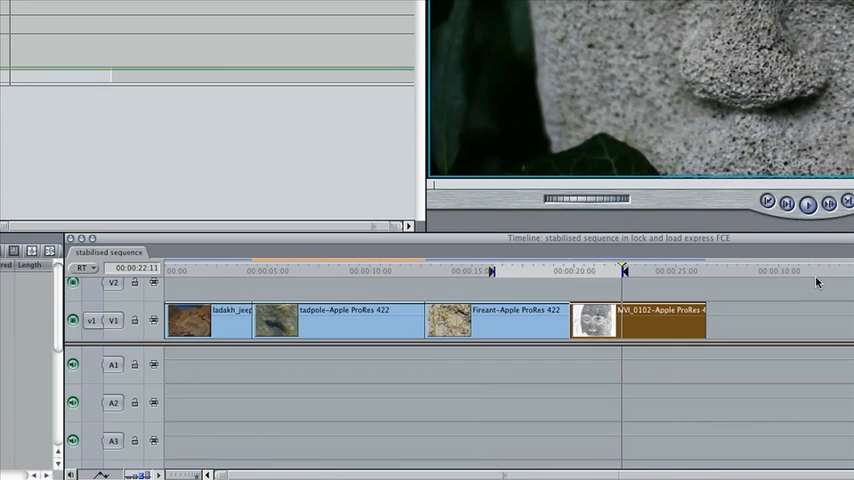 Timeline: stabilised sequence in lock and load express FCE
stabilised sequence
red Length
RT 00:00:22:11
00:00 00:00:05:00 00:00:10:00 00:00:15:00 00:00:20:00 00:00:25:00 00:00:30:00
V2
v1 V1
ladakh_jeep
tadpole-Apple ProRes 422
Fireant-Apple ProRes 422
MVI_0102-Apple ProRes 4
A1
A2
A3